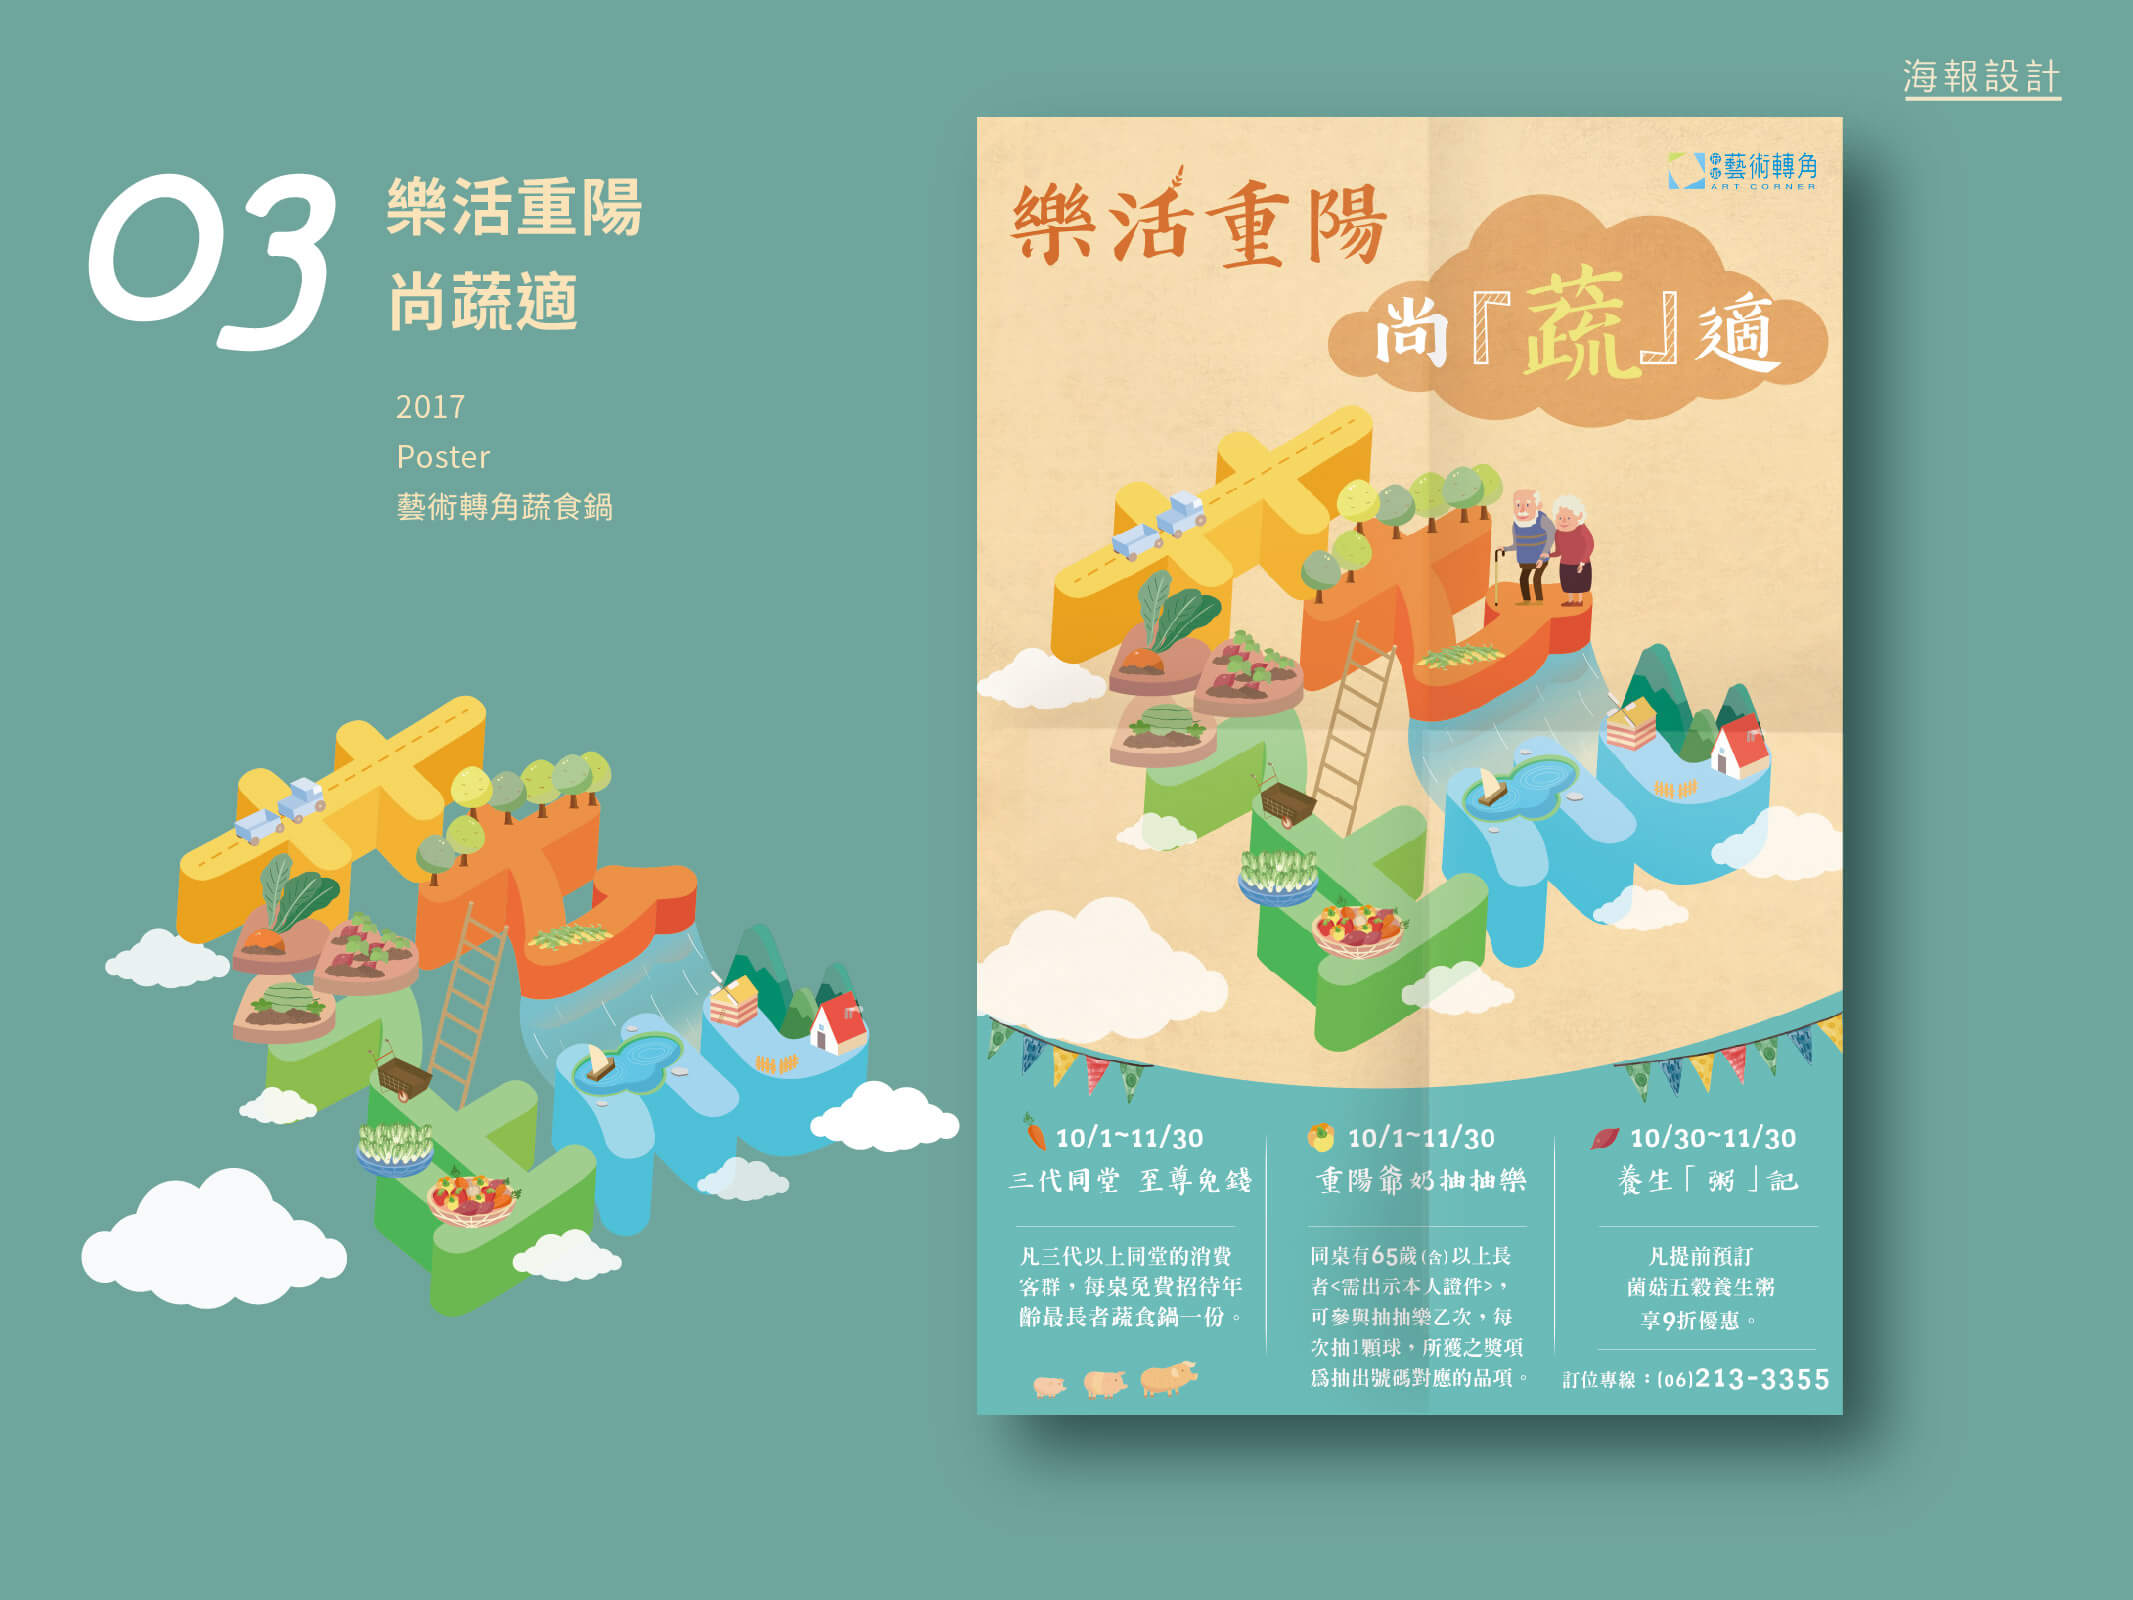 海報設計
03
樂活重陽
尚蔬適
2017
Poster
藝術轉角蔬食鍋
樂活重陽
尚『蔬』適
藝術轉角
ART CORNER
10/1~11/30
三代同堂 至尊免錢
凡三代以上同堂的消費
客群，每桌免費招待年
齡最長者蔬食鍋一份。
10/1~11/30
重陽爺奶抽抽樂
同桌有65歲(含)以上長
者<需出示本人證件>，
可參與抽抽樂乙次，每
次抽1顆球，所獲之獎項
為抽出號碼對應的品項。
10/30~11/30
養生「粥」記
凡提前預訂
菌菇五穀養生粥
享9折優惠。
訂位專線：(06)213-3355